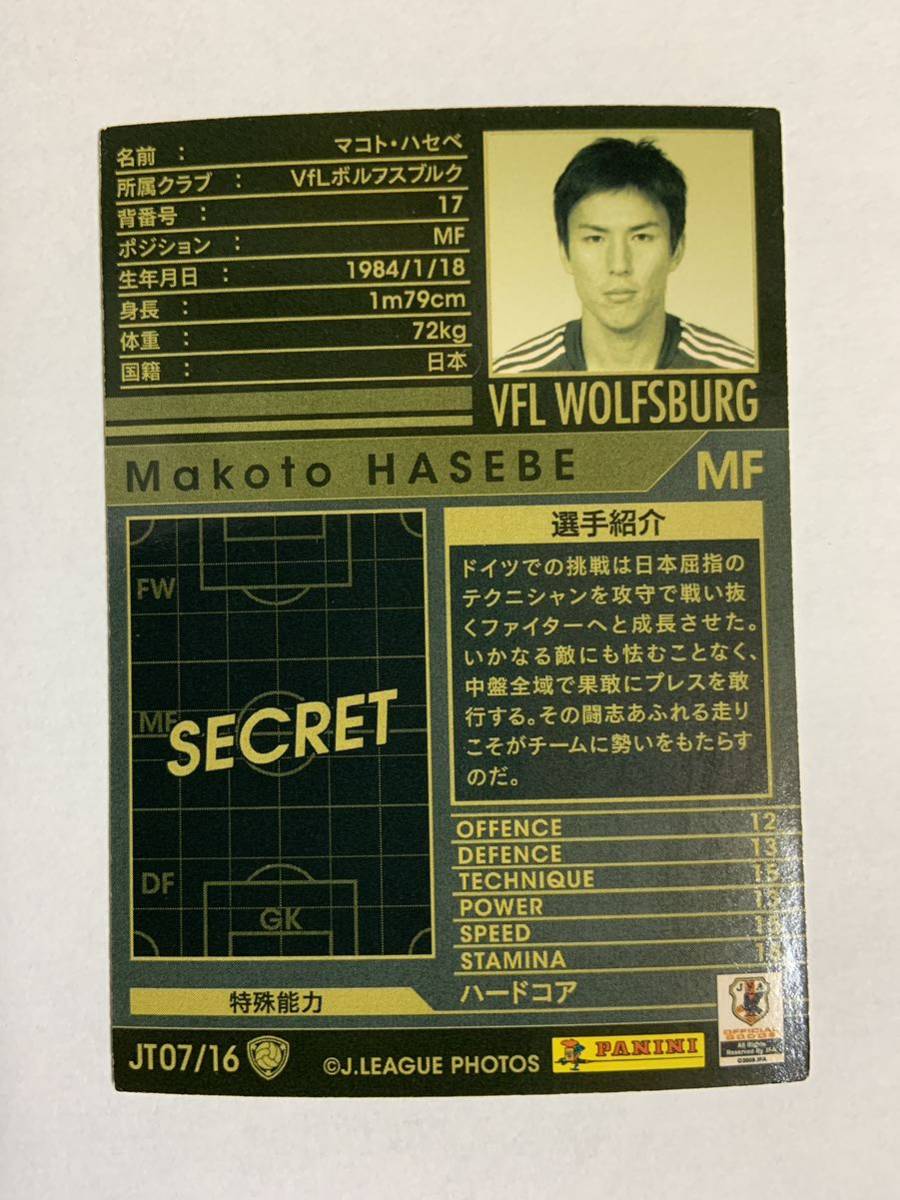 名前 : マコト・ハセベ
所属クラブ : VfLボルフスブルク
背番号 : 17
ポジション : MF
生年月日 : 1984/1/18
身長 : 1m79cm
体重 : 72kg
国籍 : 日本
VFL WOLFSBURG
Makoto HASEBE
MF
FW
MF
SECRET
DF
GK
選手紹介
ドイツでの挑戦は日本屈指の
テクニシャンを攻守で戦い抜
くファイターへと成長させた。
いかなる敵にも怯むことなく、
中盤全域で果敢にプレスを敢
行する。その闘志あふれる走り
こそがチームに勢いをもたらす
のだ。
OFFENCE 12
DEFENCE 13
TECHNIQUE 15
POWER
SPEED
STAMINA
特殊能力
ハードコア
JFA
OFFICIAL
GOODS
All Rights
Reserved By JFA
JT07/16
©J.LEAGUE PHOTOS
PANINI